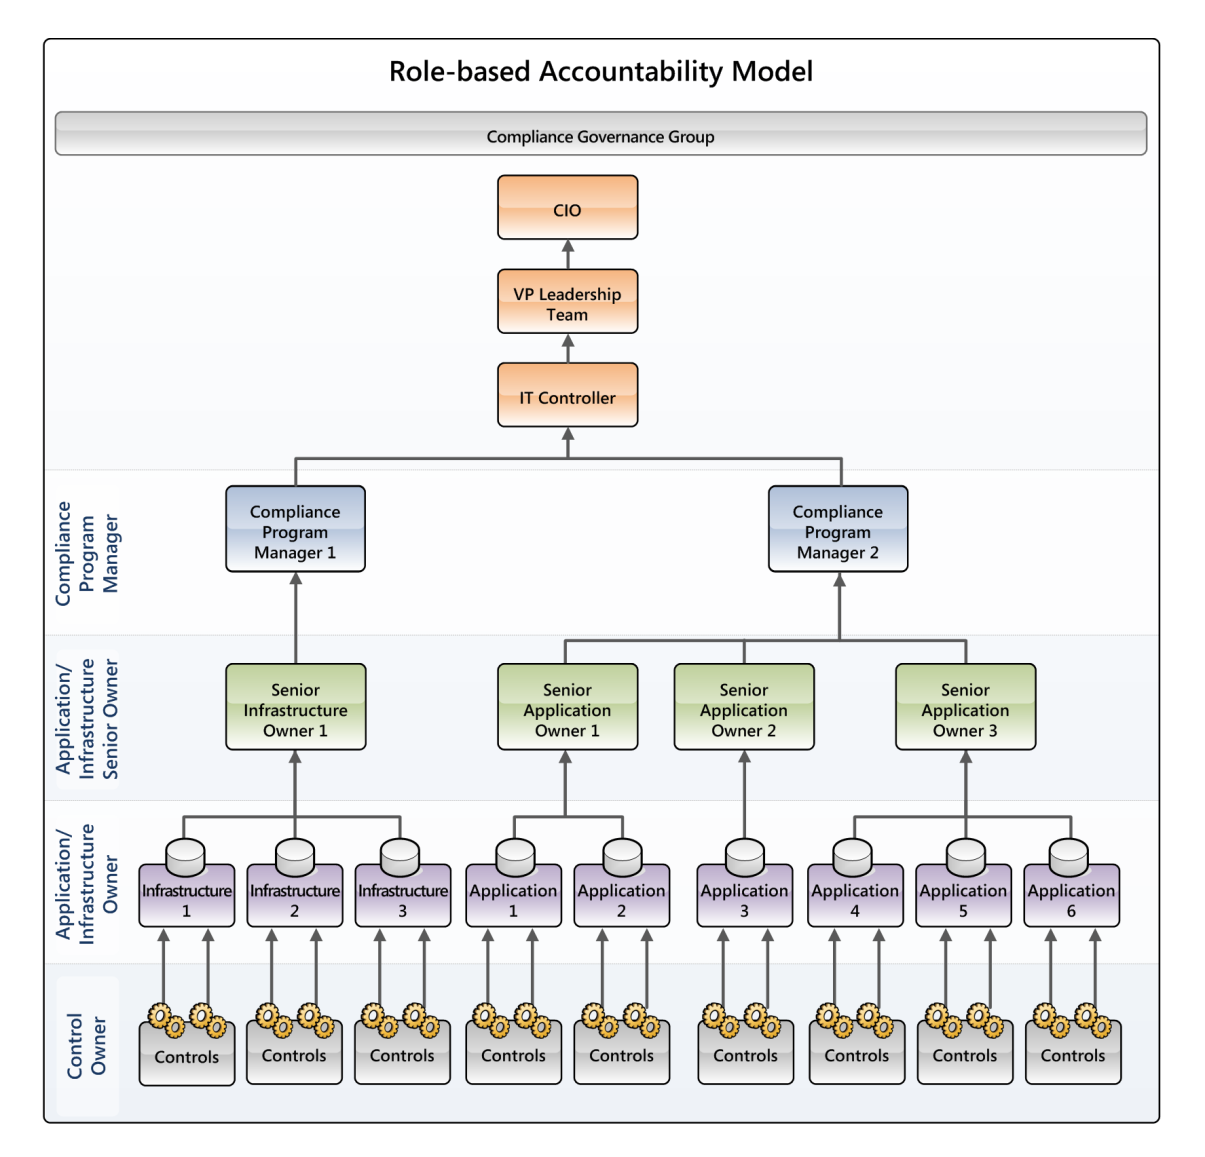 Role-based Accountability Model
Compliance Governance Group
CIO
VP Leadership
Team
IT Controller
Compliance
Program
Manager
Compliance
Program
Manager 1
Compliance
Program
Manager 2
Application/
Infrastructure
Senior Owner
Senior
Infrastructure
Owner 1
Senior
Application
Owner 1
Senior
Application
Owner 2
Senior
Application
Owner 3
Application/
Infrastructure
Owner
Infrastructure
1
Infrastructure
2
Infrastructure
3
Application
1
Application
2
Application
3
Application
4
Application
5
Application
6
Control
Owner
Controls
Controls
Controls
Controls
Controls
Controls
Controls
Controls
Controls